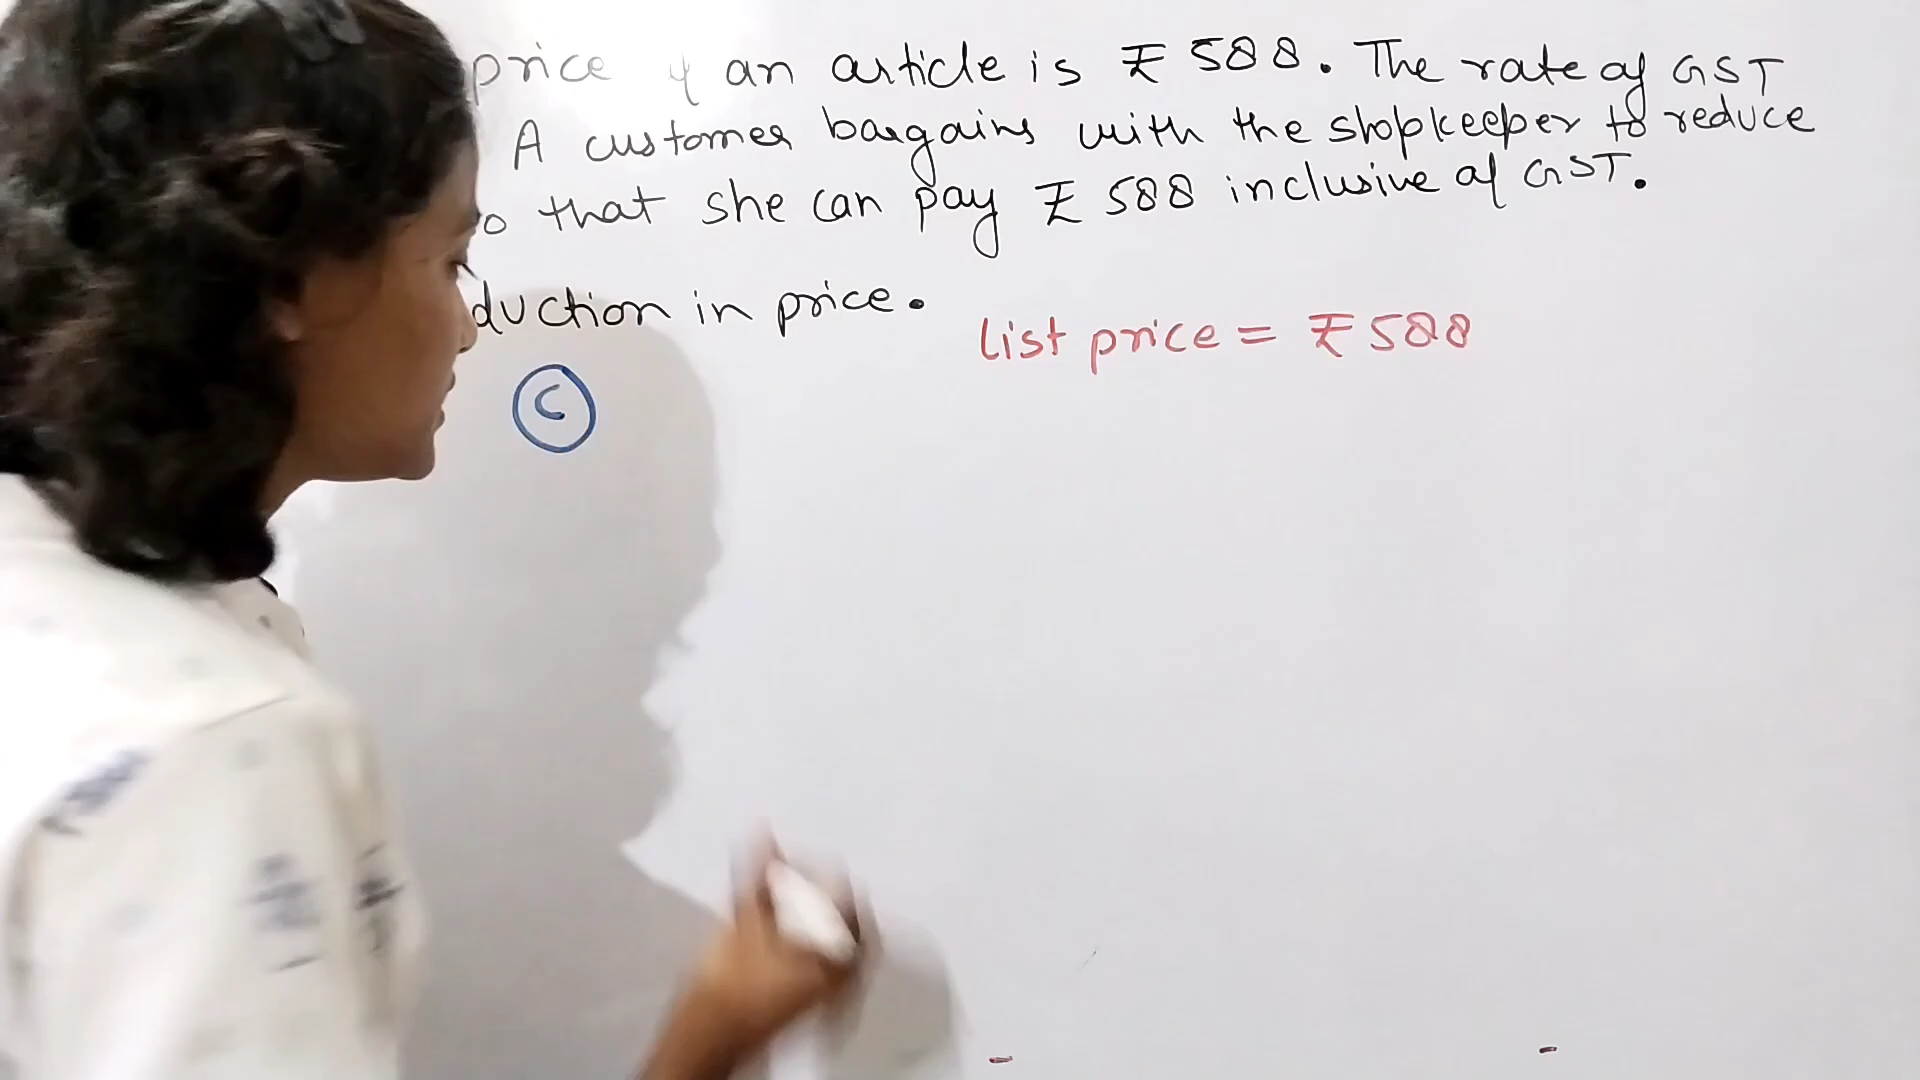 price of an article is ₹ 588. The rate of GST
A customer bargains with the shopkeeper to reduce
o that she can pay ₹ 588 inclusive of GST.
duction in price.
List price = ₹ 588
C